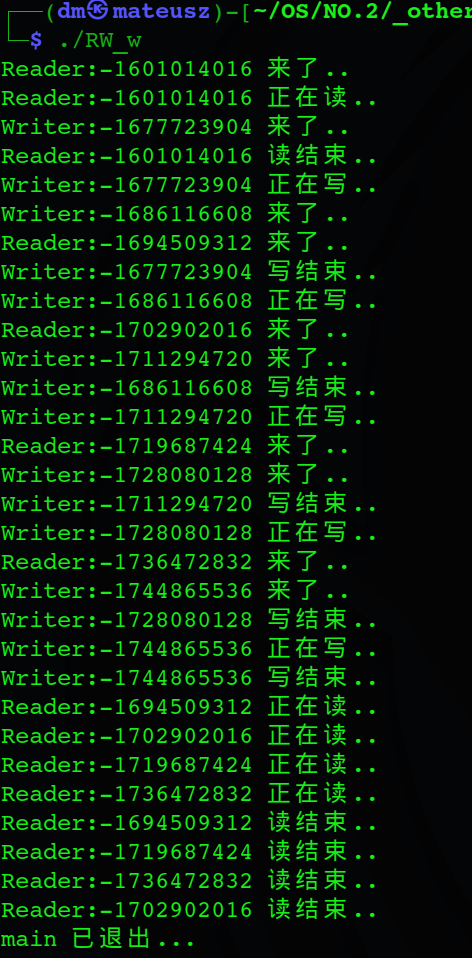 (dm㉿mateusz)-[~/OS/NO.2/_other
$ ./RW_w
Reader:-1601014016 来了..
Reader:-1601014016 正在读..
Writer:-1677723904 来了..
Reader:-1601014016 读结束..
Writer:-1677723904 正在写..
Writer:-1686116608 来了..
Reader:-1694509312 来了..
Writer:-1677723904 写结束..
Writer:-1686116608 正在写..
Reader:-1702902016 来了..
Writer:-1711294720 来了..
Writer:-1686116608 写结束..
Writer:-1711294720 正在写..
Reader:-1719687424 来了..
Writer:-1728080128 来了..
Writer:-1711294720 写结束..
Writer:-1728080128 正在写..
Reader:-1736472832 来了..
Writer:-1744865536 来了..
Writer:-1728080128 写结束..
Writer:-1744865536 正在写..
Writer:-1744865536 写结束..
Reader:-1694509312 正在读..
Reader:-1702902016 正在读..
Reader:-1719687424 正在读..
Reader:-1736472832 正在读..
Reader:-1694509312 读结束..
Reader:-1719687424 读结束..
Reader:-1736472832 读结束..
Reader:-1702902016 读结束..
main 已退出...